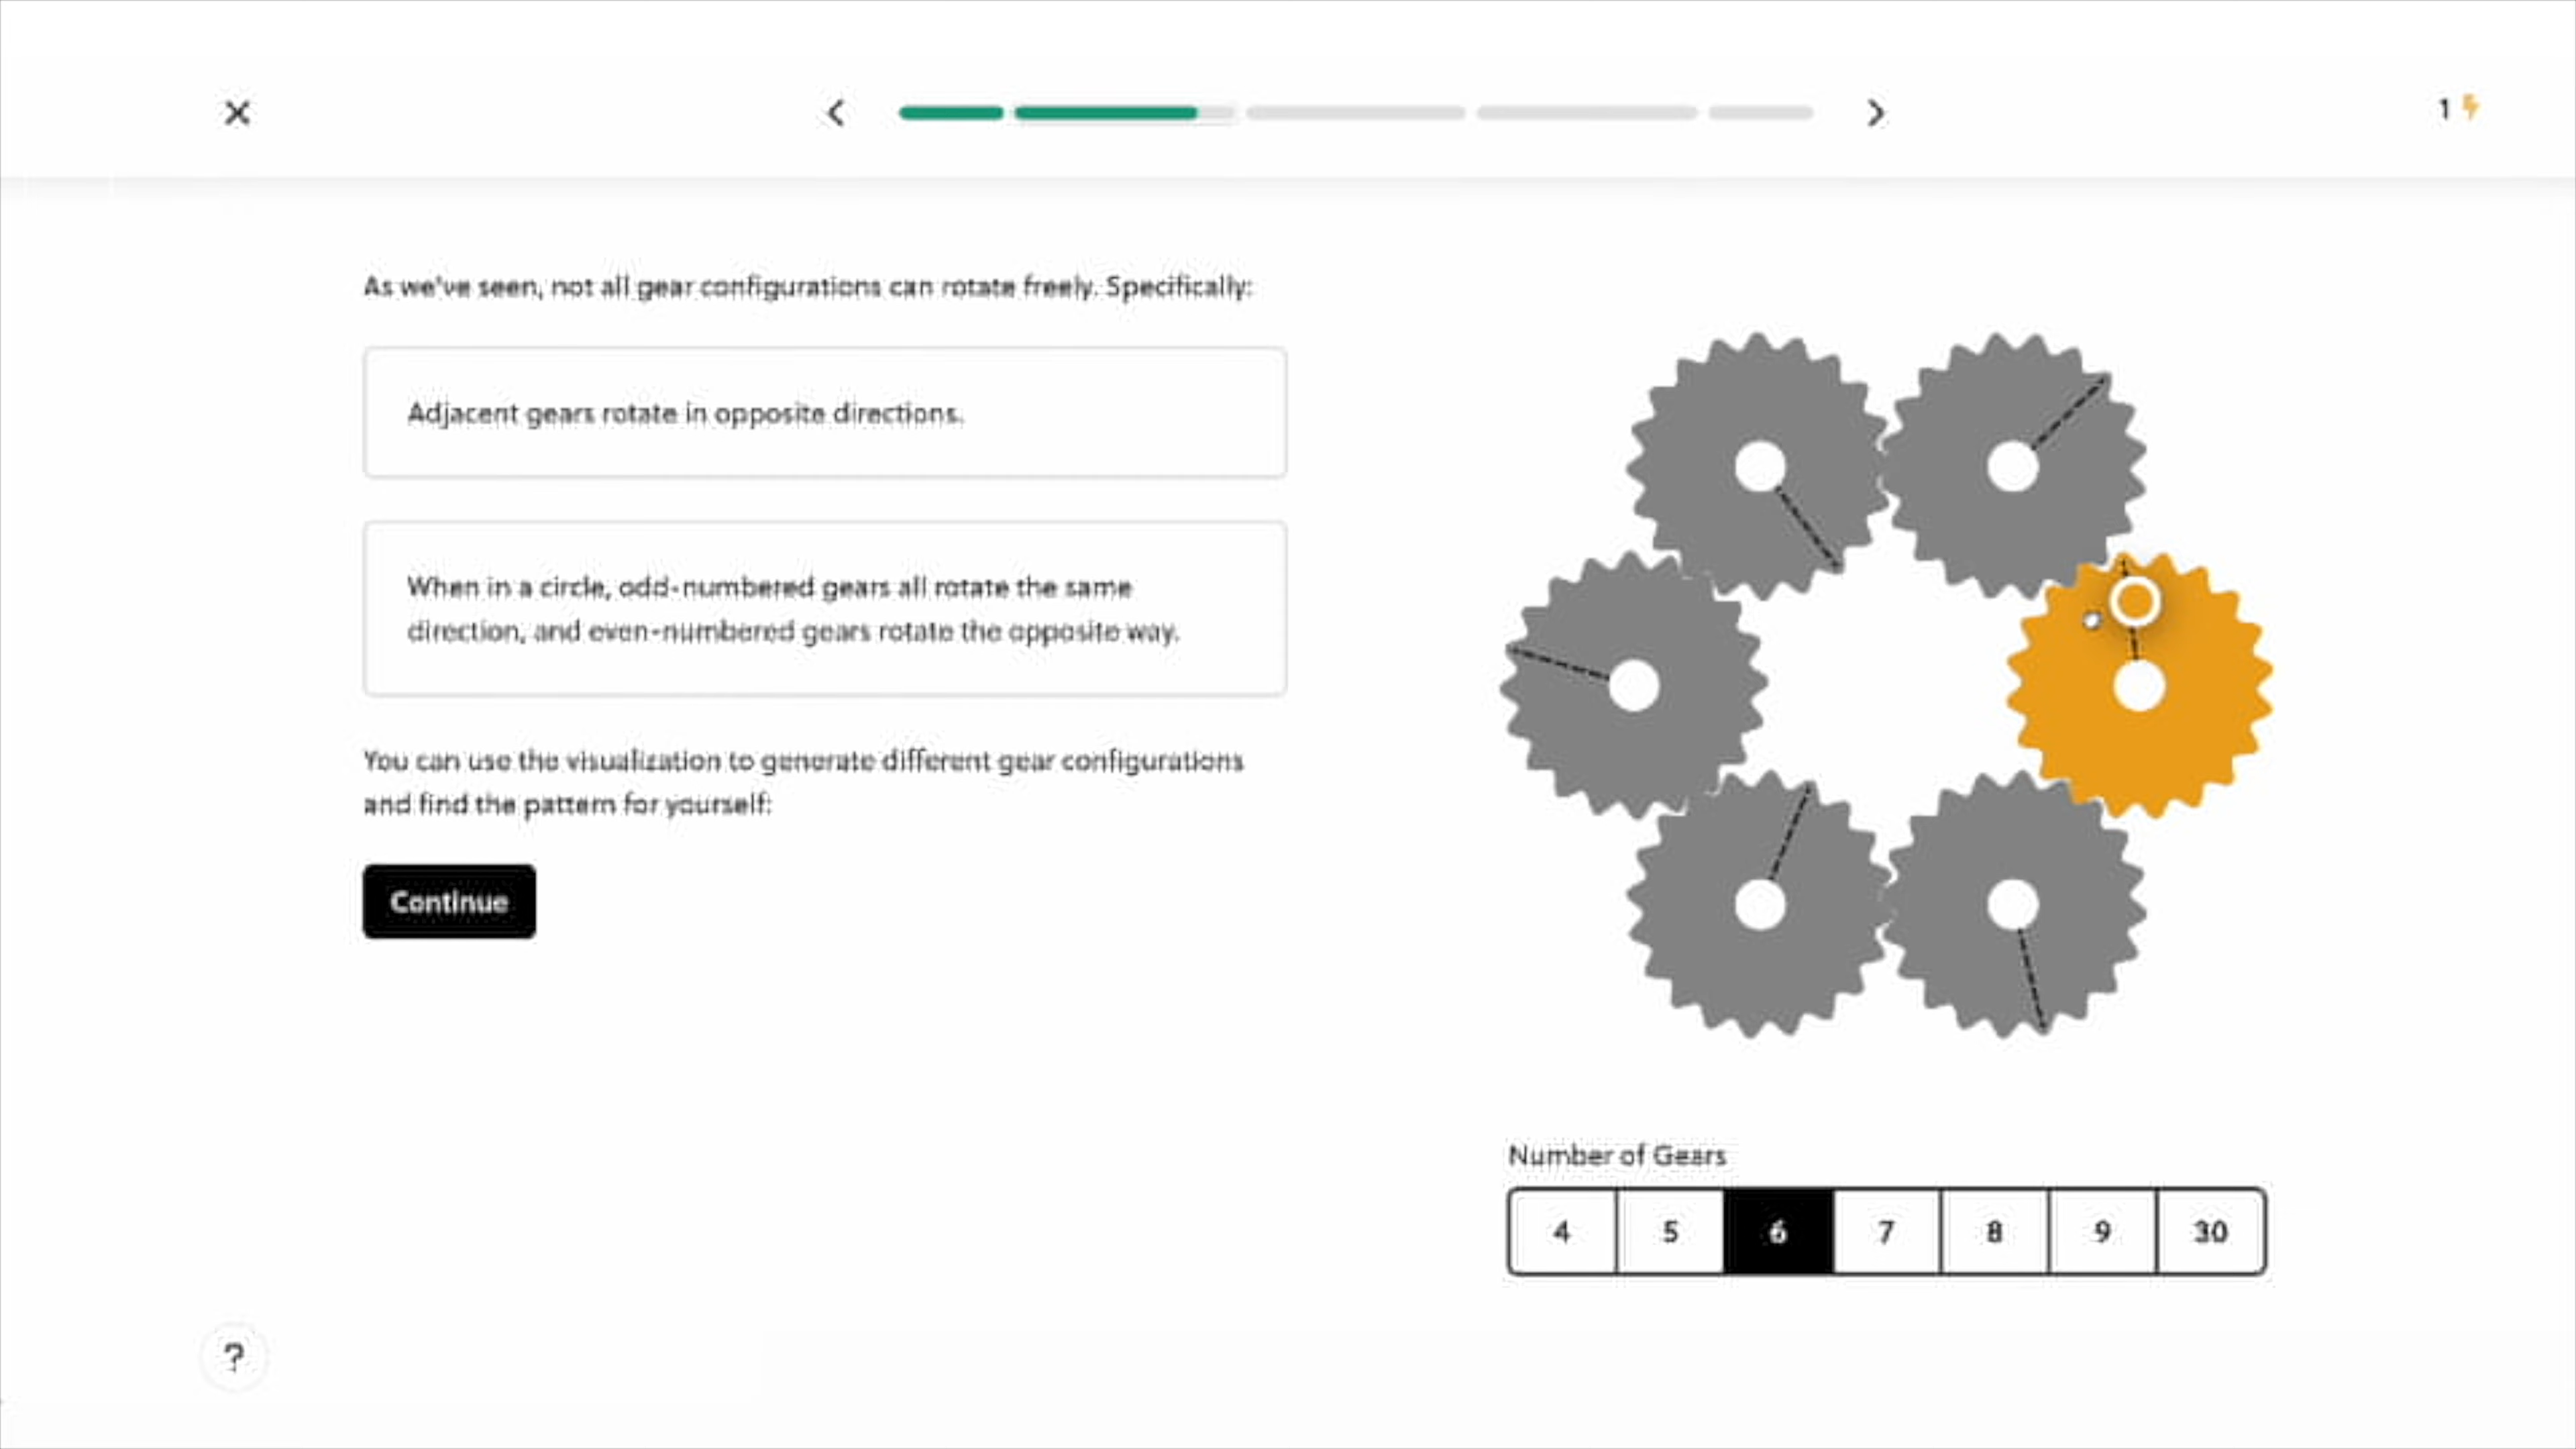 1
As we've seen, not all gear configurations can rotate freely. Specifically:
Adjacent gears rotate in opposite directions.
When in a circle, odd-numbered gears all rotate the same
direction, and even-numbered gears rotate the opposite way.
You can use the visualization to generate different gear configurations
and find the pattern for yourself:
Continue
Number of Gears
4 5 6 7 8 9 30
?